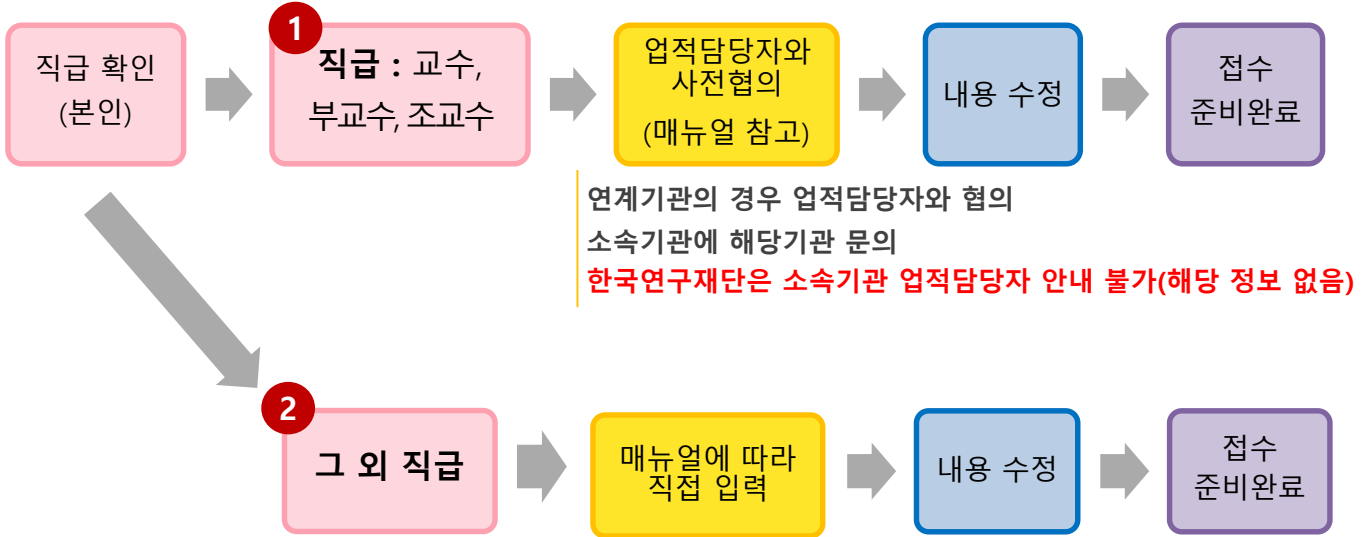 직급 확인
(본인)
1
직급 : 교수,
부교수, 조교수
업적담당자와
사전협의
(매뉴얼 참고)
내용 수정
접수
준비완료
연계기관의 경우 업적담당자와 협의
소속기관에 해당기관 문의
한국연구재단은 소속기관 업적담당자 안내 불가(해당 정보 없음)
2
그 외 직급
매뉴얼에 따라
직접 입력
내용 수정
접수
준비완료